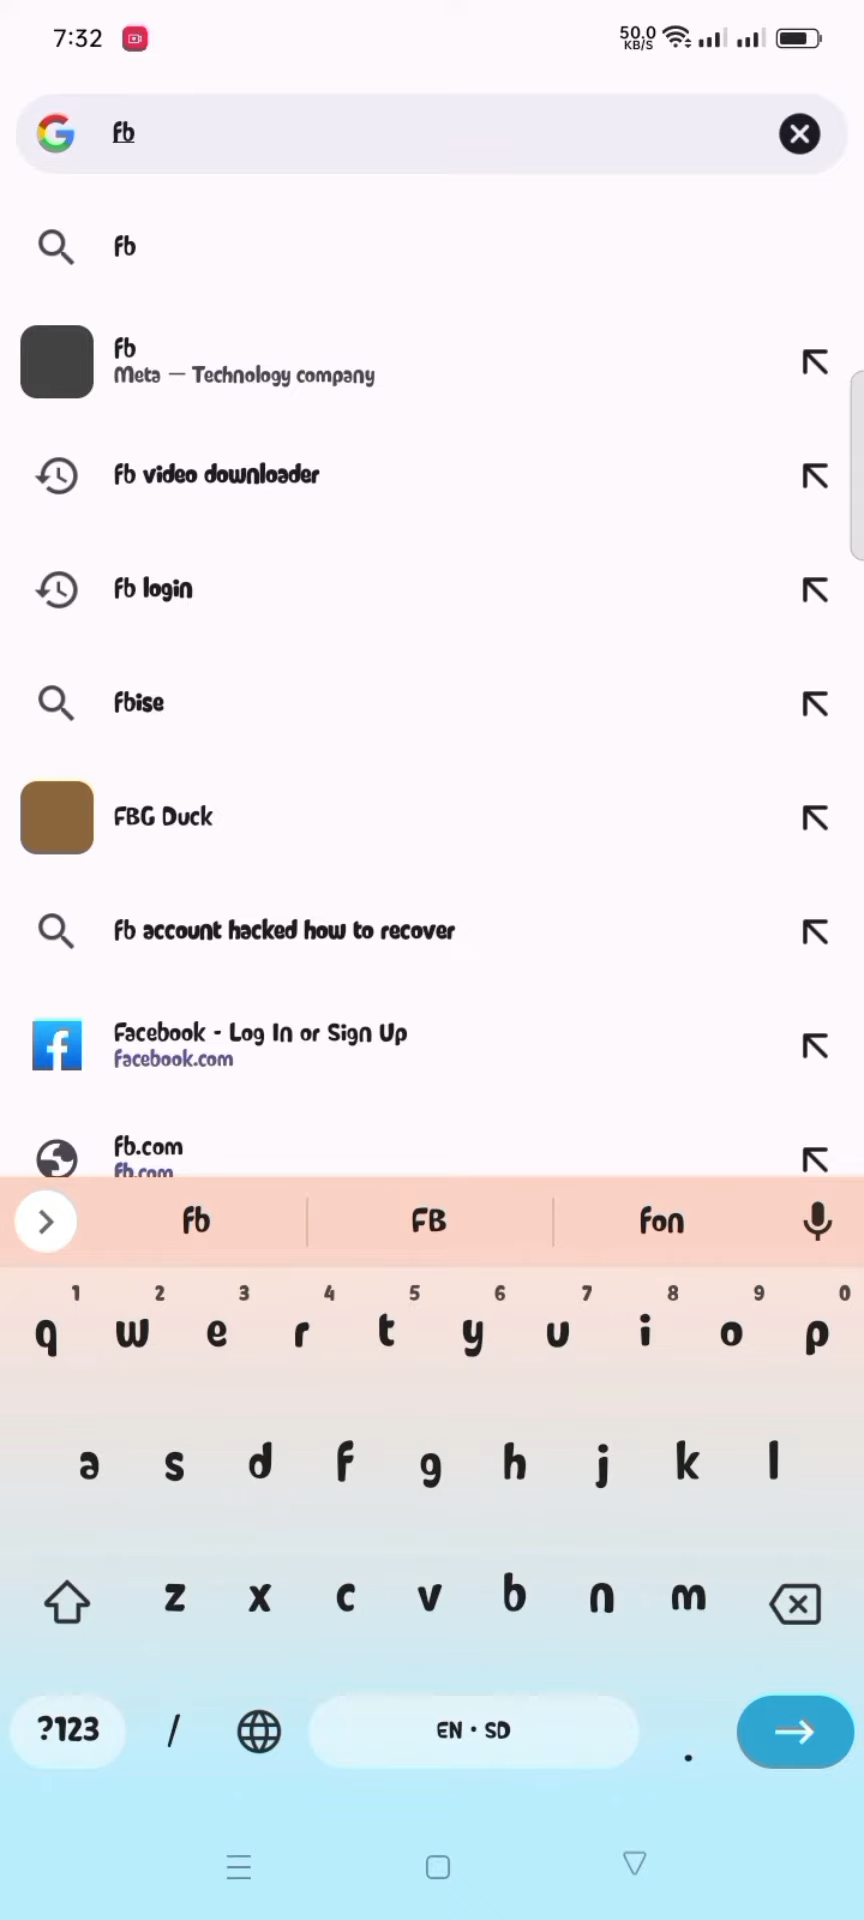 7:32
50.0
KB/S
fb
fb
fb
Meta — Technology company
fb video downloader
fb login
fbise
FBG Duck
fb account hacked how to recover
Facebook - Log In or Sign Up
facebook.com
fb.com
fb.com
fb FB fon
1 2 3 4 5 6 7 8 9 0
q w e r t y u i o p
a s d f g h j k l
z x c v b n m
?123 / EN • SD .